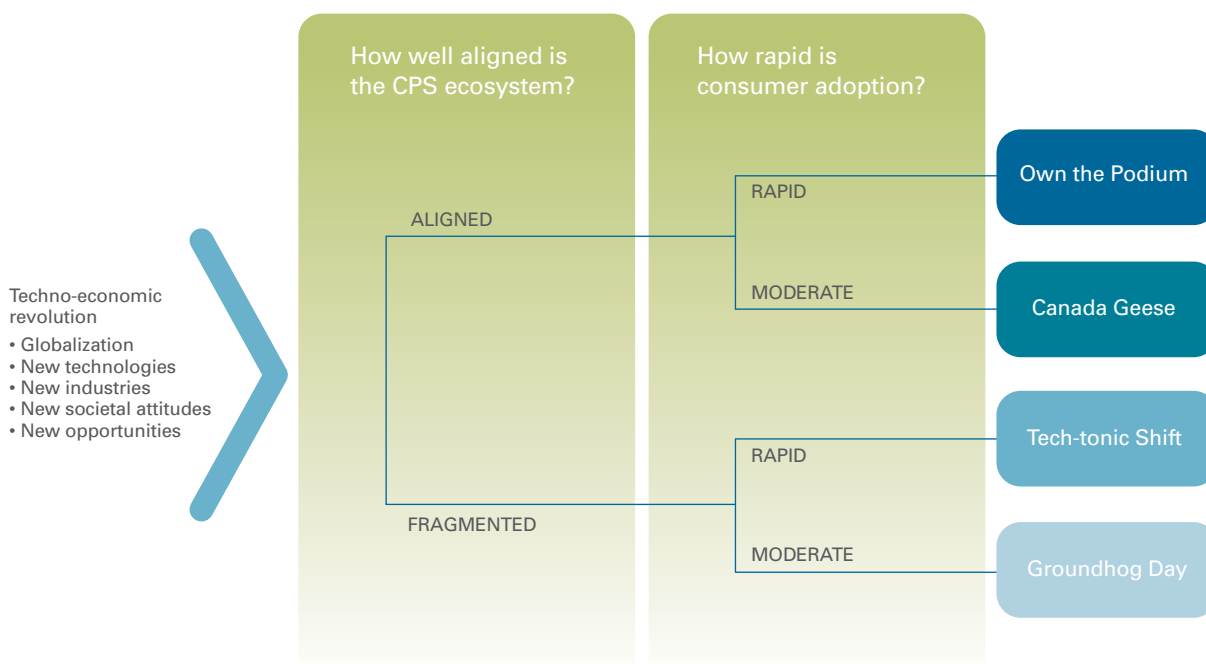 How well aligned is
the CPS ecosystem?
How rapid is
consumer adoption?
Techno-economic
revolution
• Globalization
• New technologies
• New industries
• New societal attitudes
• New opportunities
ALIGNED
FRAGMENTED
RAPID
MODERATE
RAPID
MODERATE
Own the Podium
Canada Geese
Tech-tonic Shift
Groundhog Day